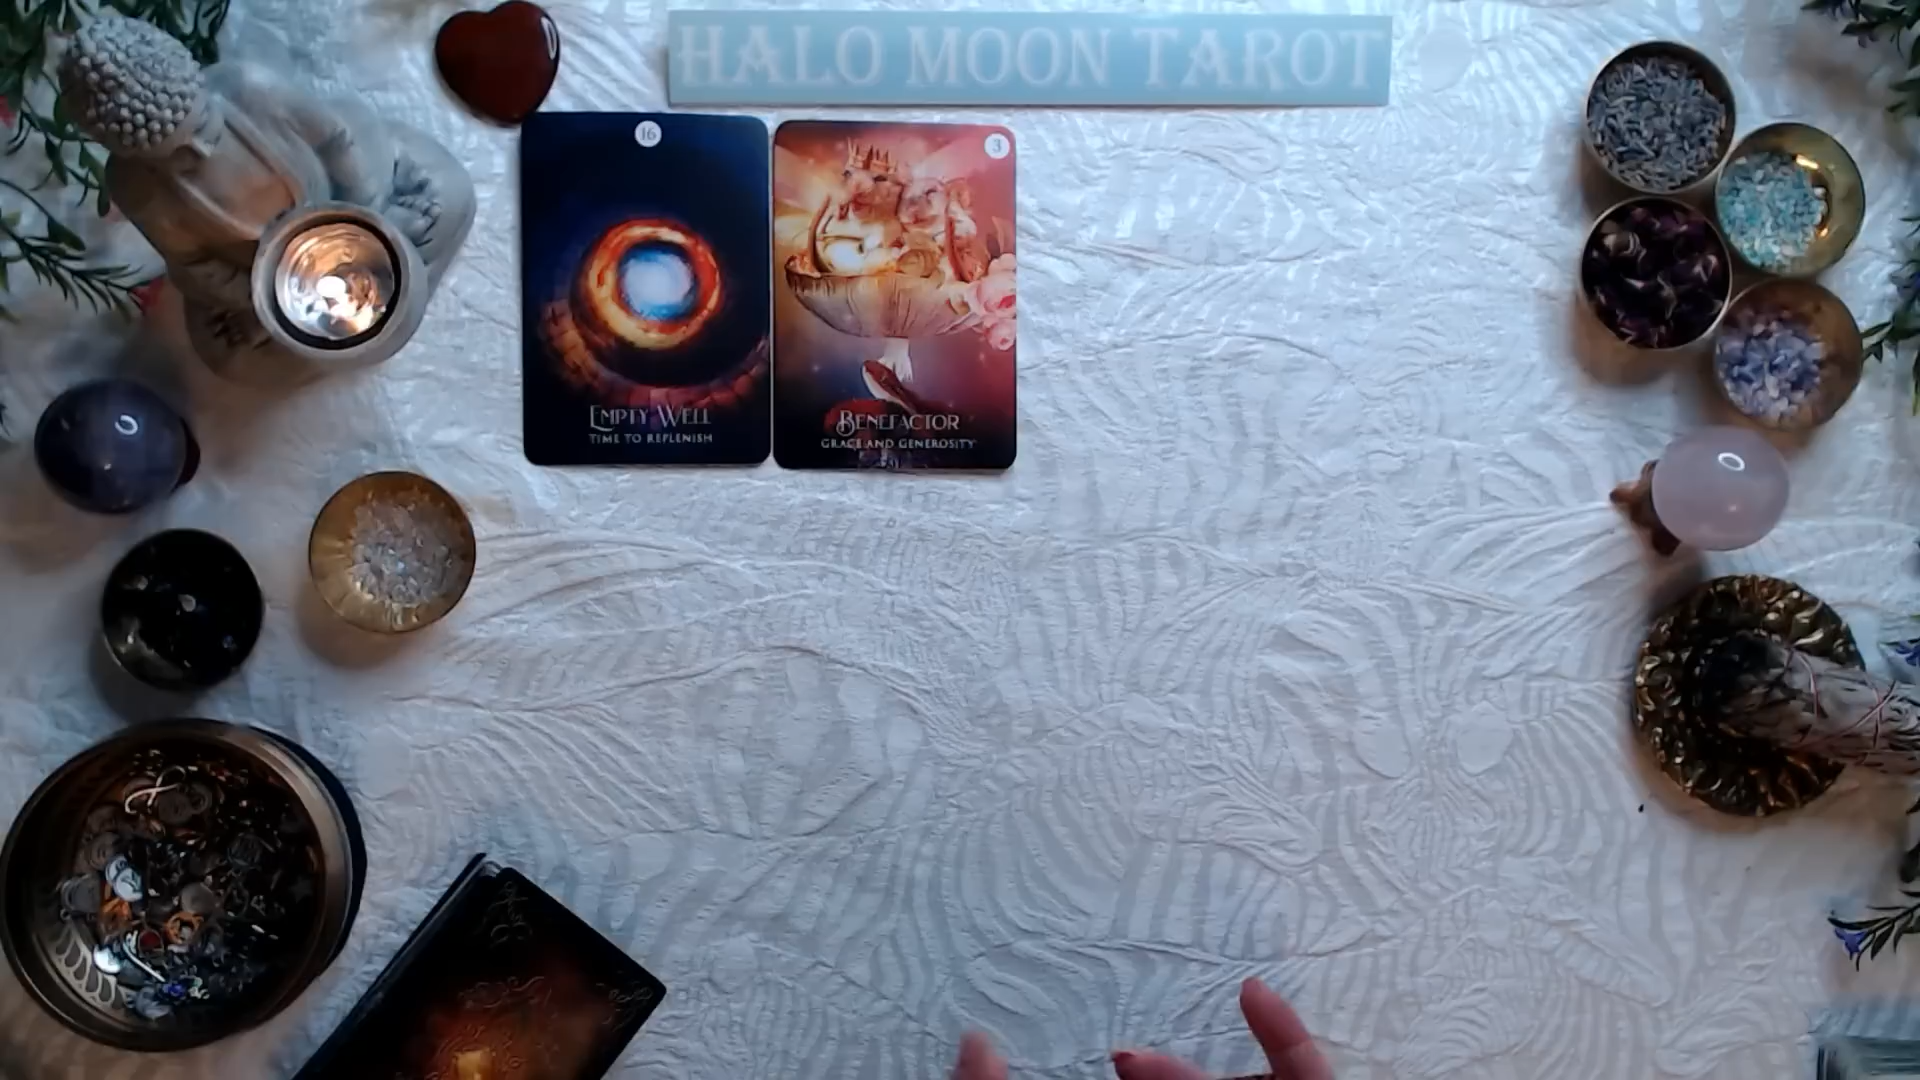 HALO MOON TAROT
16
EMPTY WELL
TIME TO REPLENISH
3
BENEFACTOR
GRACE AND GENEROSITY